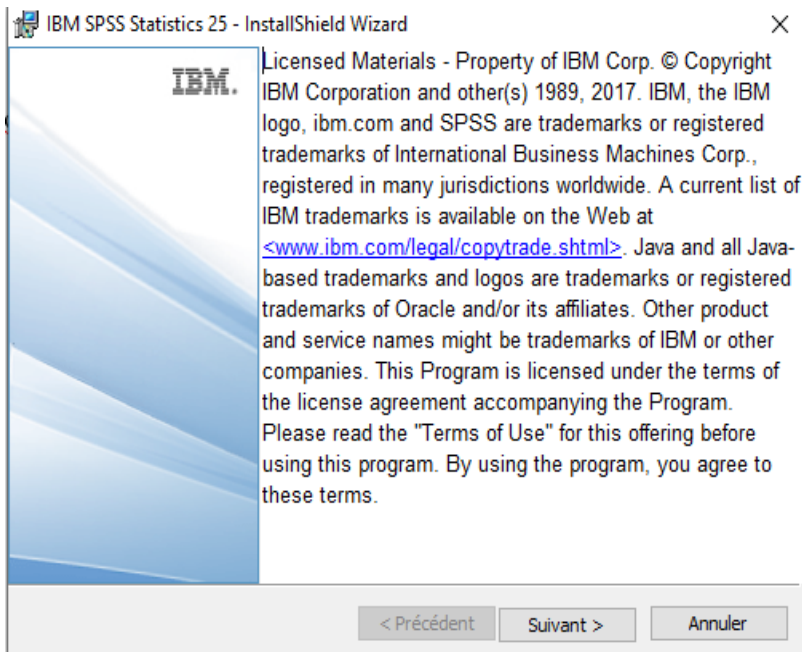 IBM SPSS Statistics 25 - InstallShield Wizard
IBM.
Licensed Materials - Property of IBM Corp. © Copyright
IBM Corporation and other(s) 1989, 2017. IBM, the IBM
logo, ibm.com and SPSS are trademarks or registered
trademarks of International Business Machines Corp.,
registered in many jurisdictions worldwide. A current list of
IBM trademarks is available on the Web at
<www.ibm.com/legal/copytrade.shtml>. Java and all Java-
based trademarks and logos are trademarks or registered
trademarks of Oracle and/or its affiliates. Other product
and service names might be trademarks of IBM or other
companies. This Program is licensed under the terms of
the license agreement accompanying the Program.
Please read the "Terms of Use" for this offering before
using this program. By using the program, you agree to
these terms.
< Précédent
Suivant >
Annuler